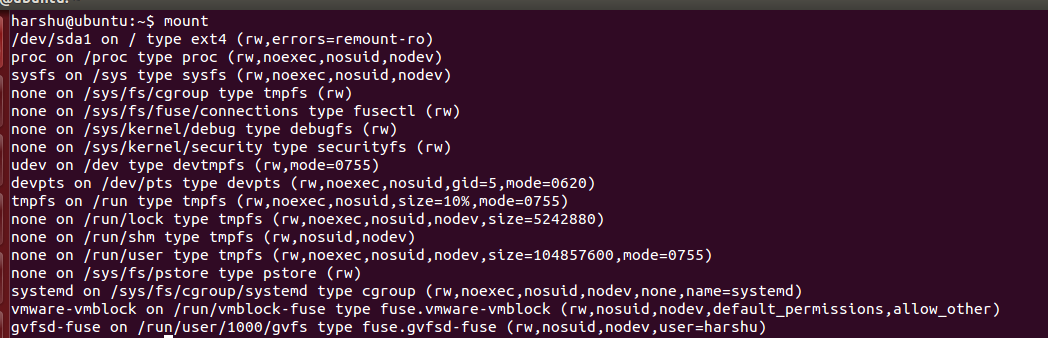 harshu@ubuntu:~$ mount
/dev/sda1 on / type ext4 (rw,errors=remount-ro)
proc on /proc type proc (rw,noexec,nosuid,nodev)
sysfs on /sys type sysfs (rw,noexec,nosuid,nodev)
none on /sys/fs/cgroup type tmpfs (rw)
none on /sys/fs/fuse/connections type fusectl (rw)
none on /sys/kernel/debug type debugfs (rw)
none on /sys/kernel/security type securityfs (rw)
udev on /dev type devtmpfs (rw,mode=0755)
devpts on /dev/pts type devpts (rw,noexec,nosuid,gid=5,mode=0620)
tmpfs on /run type tmpfs (rw,noexec,nosuid,size=10%,mode=0755)
none on /run/lock type tmpfs (rw,noexec,nosuid,nodev,size=5242880)
none on /run/shm type tmpfs (rw,nosuid,nodev)
none on /run/user type tmpfs (rw,noexec,nosuid,nodev,size=104857600,mode=0755)
none on /sys/fs/pstore type pstore (rw)
systemd on /sys/fs/cgroup/systemd type cgroup (rw,noexec,nosuid,nodev,none,name=systemd)
vmware-vmblock on /run/vmblock-fuse type fuse.vmware-vmblock (rw,nosuid,nodev,default_permissions,allow_other)
gvfsd-fuse on /run/user/1000/gvfs type fuse.gvfsd-fuse (rw,nosuid,nodev,user=harshu)